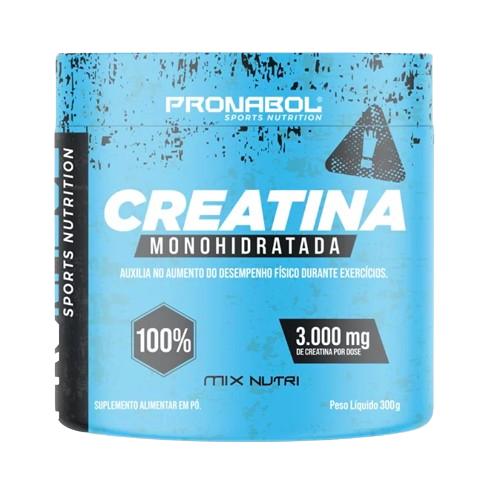 PRONABOL®
SPORTS NUTRITION
CREATINA
MONOHIDRATADA
AUXILIA NO AUMENTO DO DESEMPENHO FÍSICO DURANTE EXERCÍCIOS.
100%
3.000 mg
DE CREATINA POR DOSE
MIX NUTRI
SUPLEMENTO ALIMENTAR EM PÓ.
Peso Líquido 300g
SPORTS NUTRITION